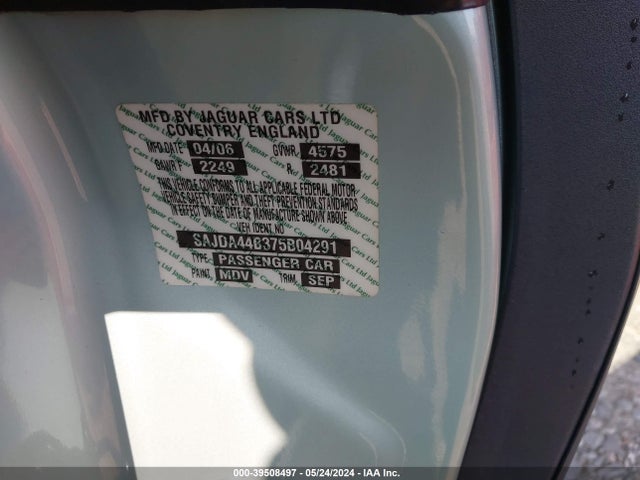 MFD BY JAGUAR CARS LTD
COVENTRY ENGLAND
MFD-DATE 04/06 GVWR 4575
GAWR F 2249 R 2481
THIS VEHICLE CONFORMS TO ALL APPLICABLE FEDERAL MOTOR
VEHICLE SAFETY BUMPER AND THEFT PREVENTION STANDARDS
IN EFFECT ON THE DATE OF MANUFACTURE SHOWN ABOVE
VEH IDENT NO
SAJDA44B375B04291
TYPE PASSENGER CAR
PAINT MDV TRIM SEP
000-39508497 - 05/24/2024 - IAA Inc.